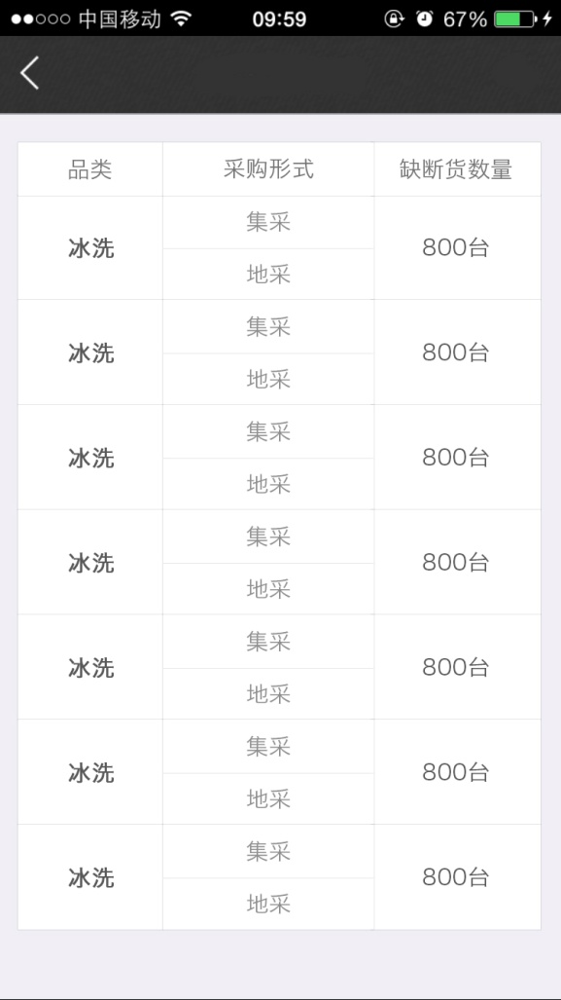 中国移动 09:59 67%
品类 采购形式 缺断货数量
冰洗 集采 800台
地采
冰洗 集采 800台
地采
冰洗 集采 800台
地采
冰洗 集采 800台
地采
冰洗 集采 800台
地采
冰洗 集采 800台
地采
冰洗 集采 800台
地采